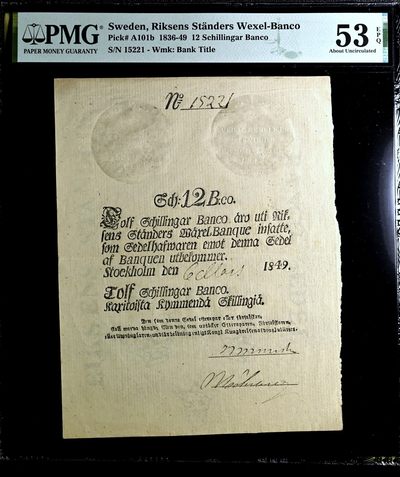 PMG
PAPER MONEY GUARANTY
Sweden, Riksens Ständers Wexel-Banco
Pick# A101b 1836-49 12 Schillingar Banco
S/N 15221 - Wmk: Bank Title
53 EPQ
About Uncirculated
No 15221
Sch: 12 B:co.
Tolf Schillingar Banco äro uti Rik-
sens Ständers Wäxel-Banque insatte,
som Sedelhafwaren emot denna Sedel
af Banquen utbekommer.
Stockholm den 1849.
Tolf Schillingar Banco.
Kaxitoista Kymmendä Skillingiä.